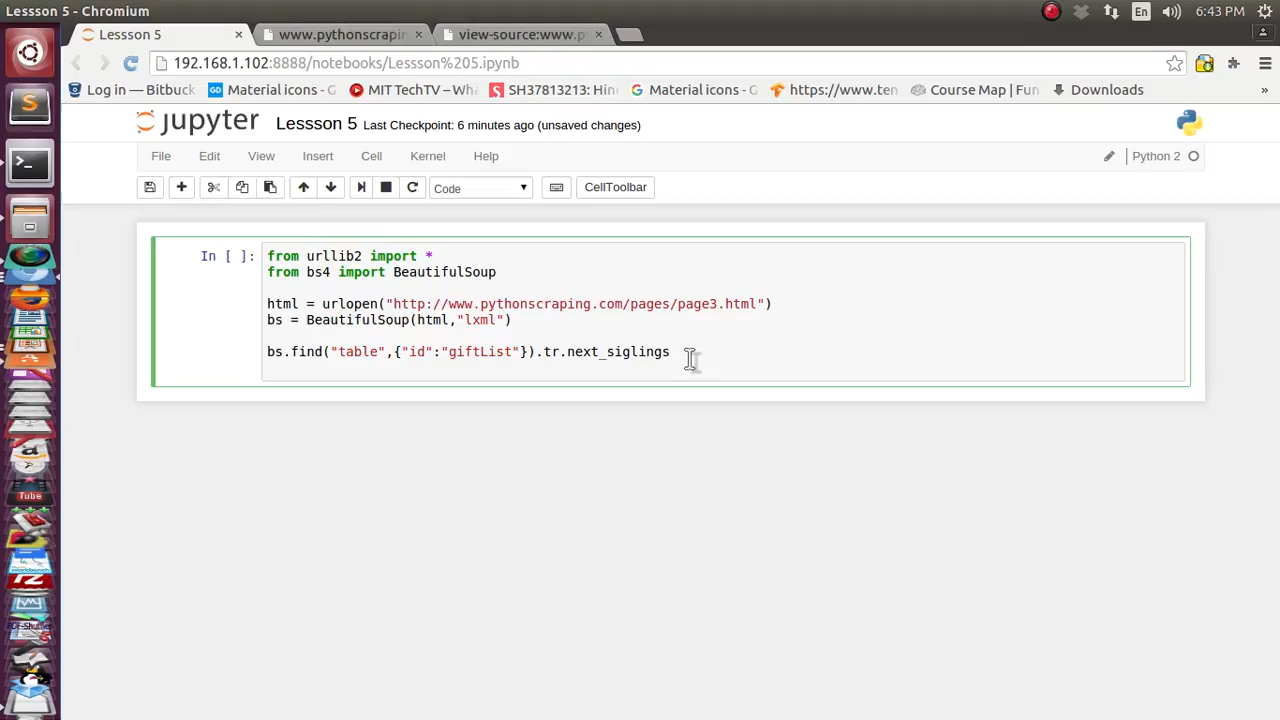 Lessson 5 - Chromium
En
6:43 PM
Lessson 5
www.pythonscrapin
view-source:www.p
192.168.1.102:8888/notebooks/Lessson%205.ipynb
Log in — Bitbuck
Material icons - G
MIT TechTV – Wha
SH37813213: Hin
Material icons - G
https://www.ten
Course Map | Fun
Downloads
»
jupyter Lessson 5 Last Checkpoint: 6 minutes ago (unsaved changes)
File Edit View Insert Cell Kernel Help
Python 2
Code
CellToolbar
In [ ]:
from urllib2 import *
from bs4 import BeautifulSoup
html = urlopen("http://www.pythonscraping.com/pages/page3.html")
bs = BeautifulSoup(html,"lxml")
bs.find("table",{"id":"giftList"}).tr.next_siglings
Tube